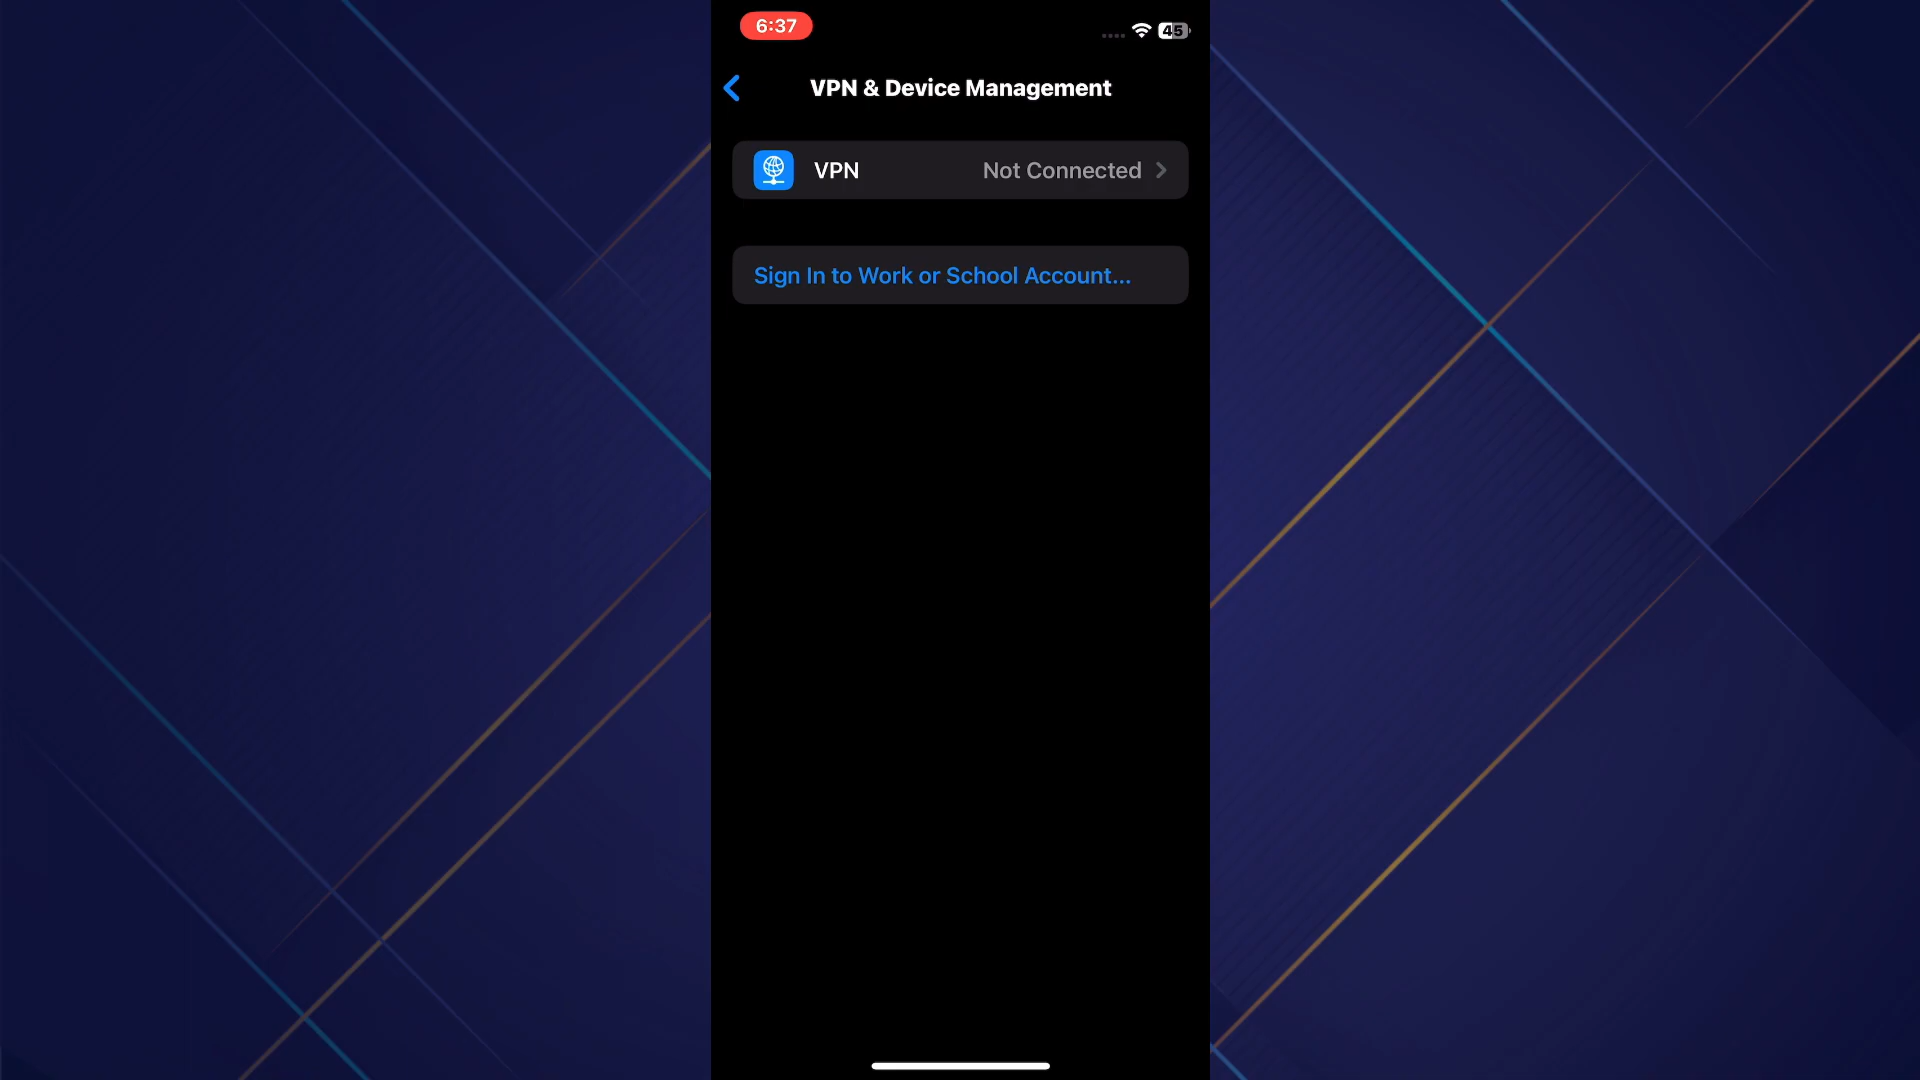 6:37
45
VPN & Device Management
VPN Not Connected
Sign In to Work or School Account...